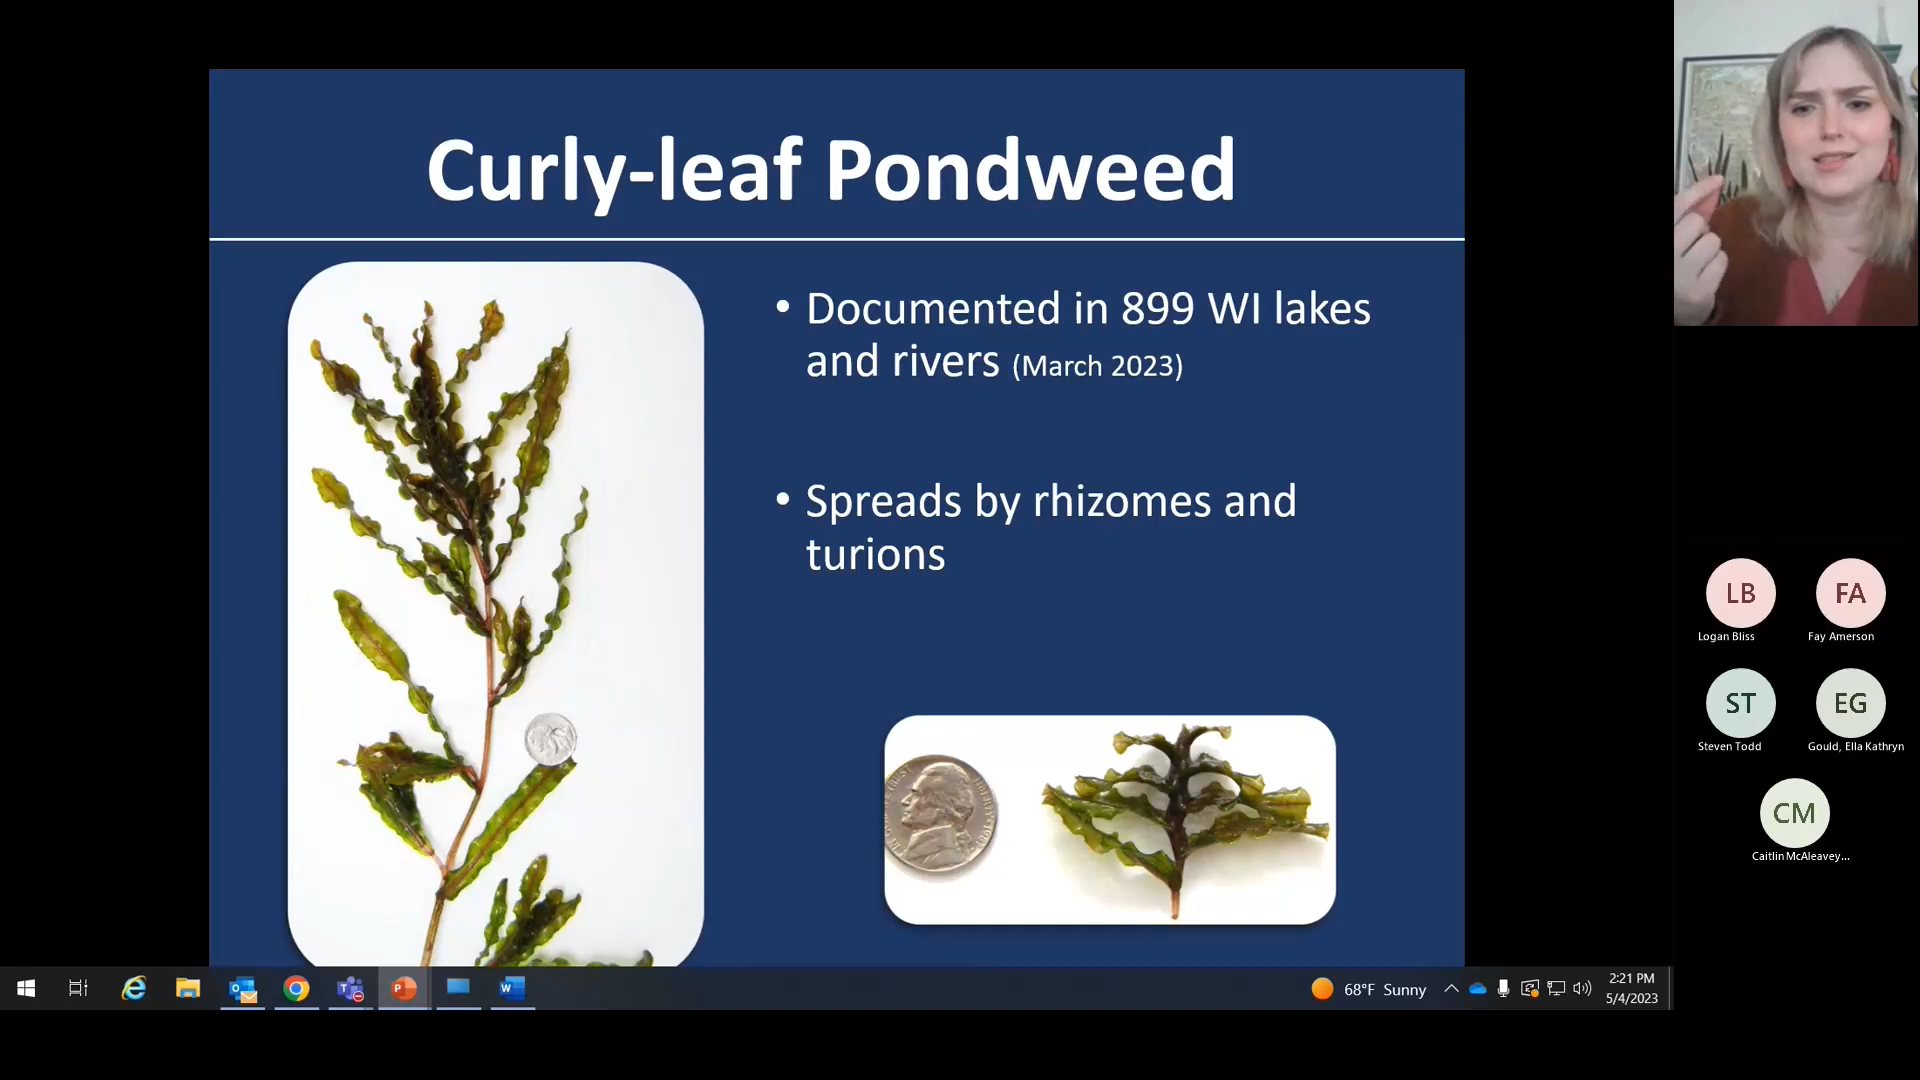 Curly-leaf Pondweed
• Documented in 899 WI lakes
and rivers (March 2023)
• Spreads by rhizomes and
turions
LB
FA
Logan Bliss
Fay Amerson
ST
EG
Steven Todd
Gould, Ella Kathryn
CM
Caitlin McAleavey...
68°F Sunny
2:21 PM
5/4/2023